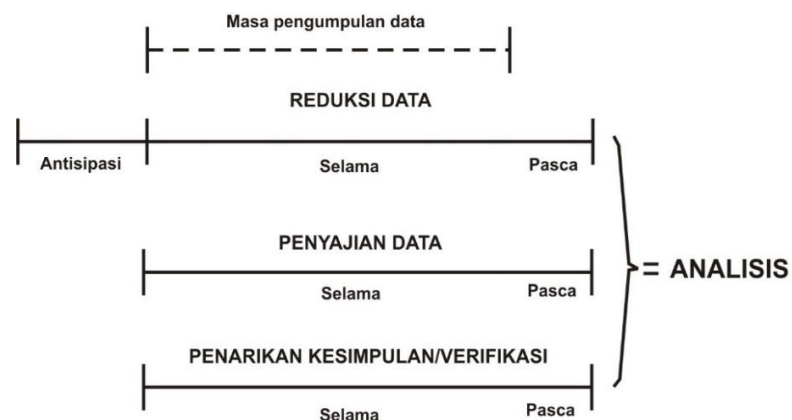 Masa pengumpulan data
REDUKSI DATA
Antisipasi Selama Pasca
PENYAJIAN DATA
= ANALISIS
Selama Pasca
PENARIKAN KESIMPULAN/VERIFIKASI
Selama Pasca